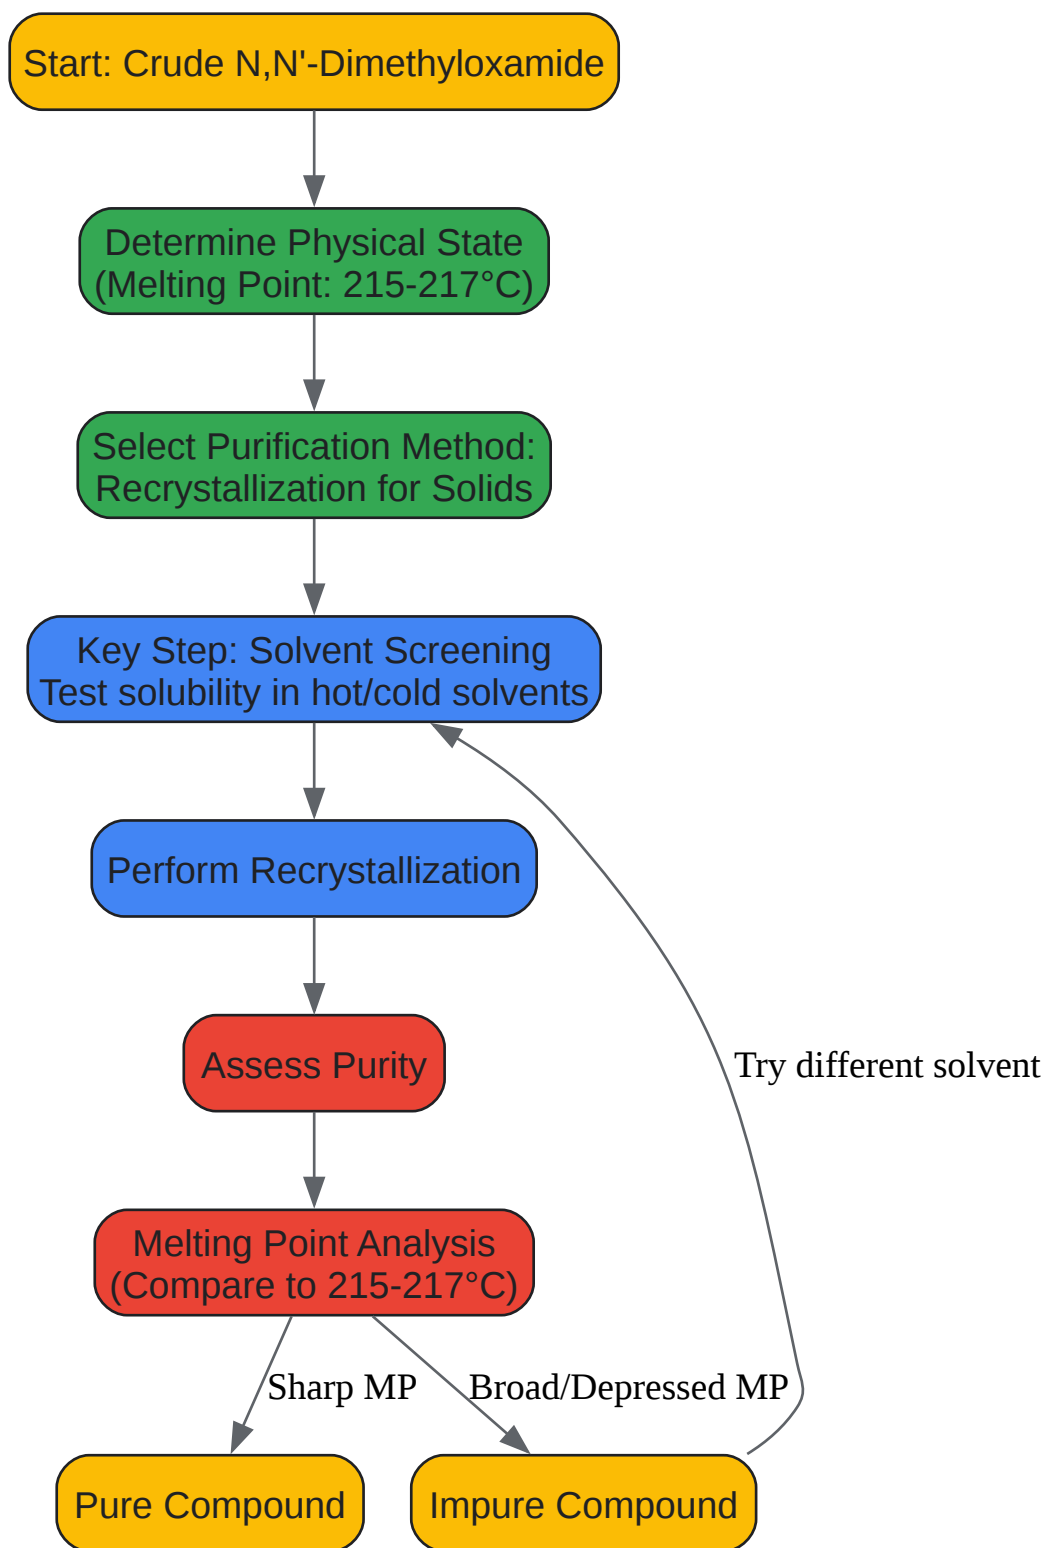 Start: Crude N,N'-Dimethyloxamide
Determine Physical State
(Melting Point: 215-217°C)
Select Purification Method:
Recrystallization for Solids
Key Step: Solvent Screening
Test solubility in hot/cold solvents
Perform Recrystallization
Assess Purity
Try different solvent
Melting Point Analysis
(Compare to 215-217°C)
Sharp MP
Broad/Depressed MP
Pure Compound
Impure Compound